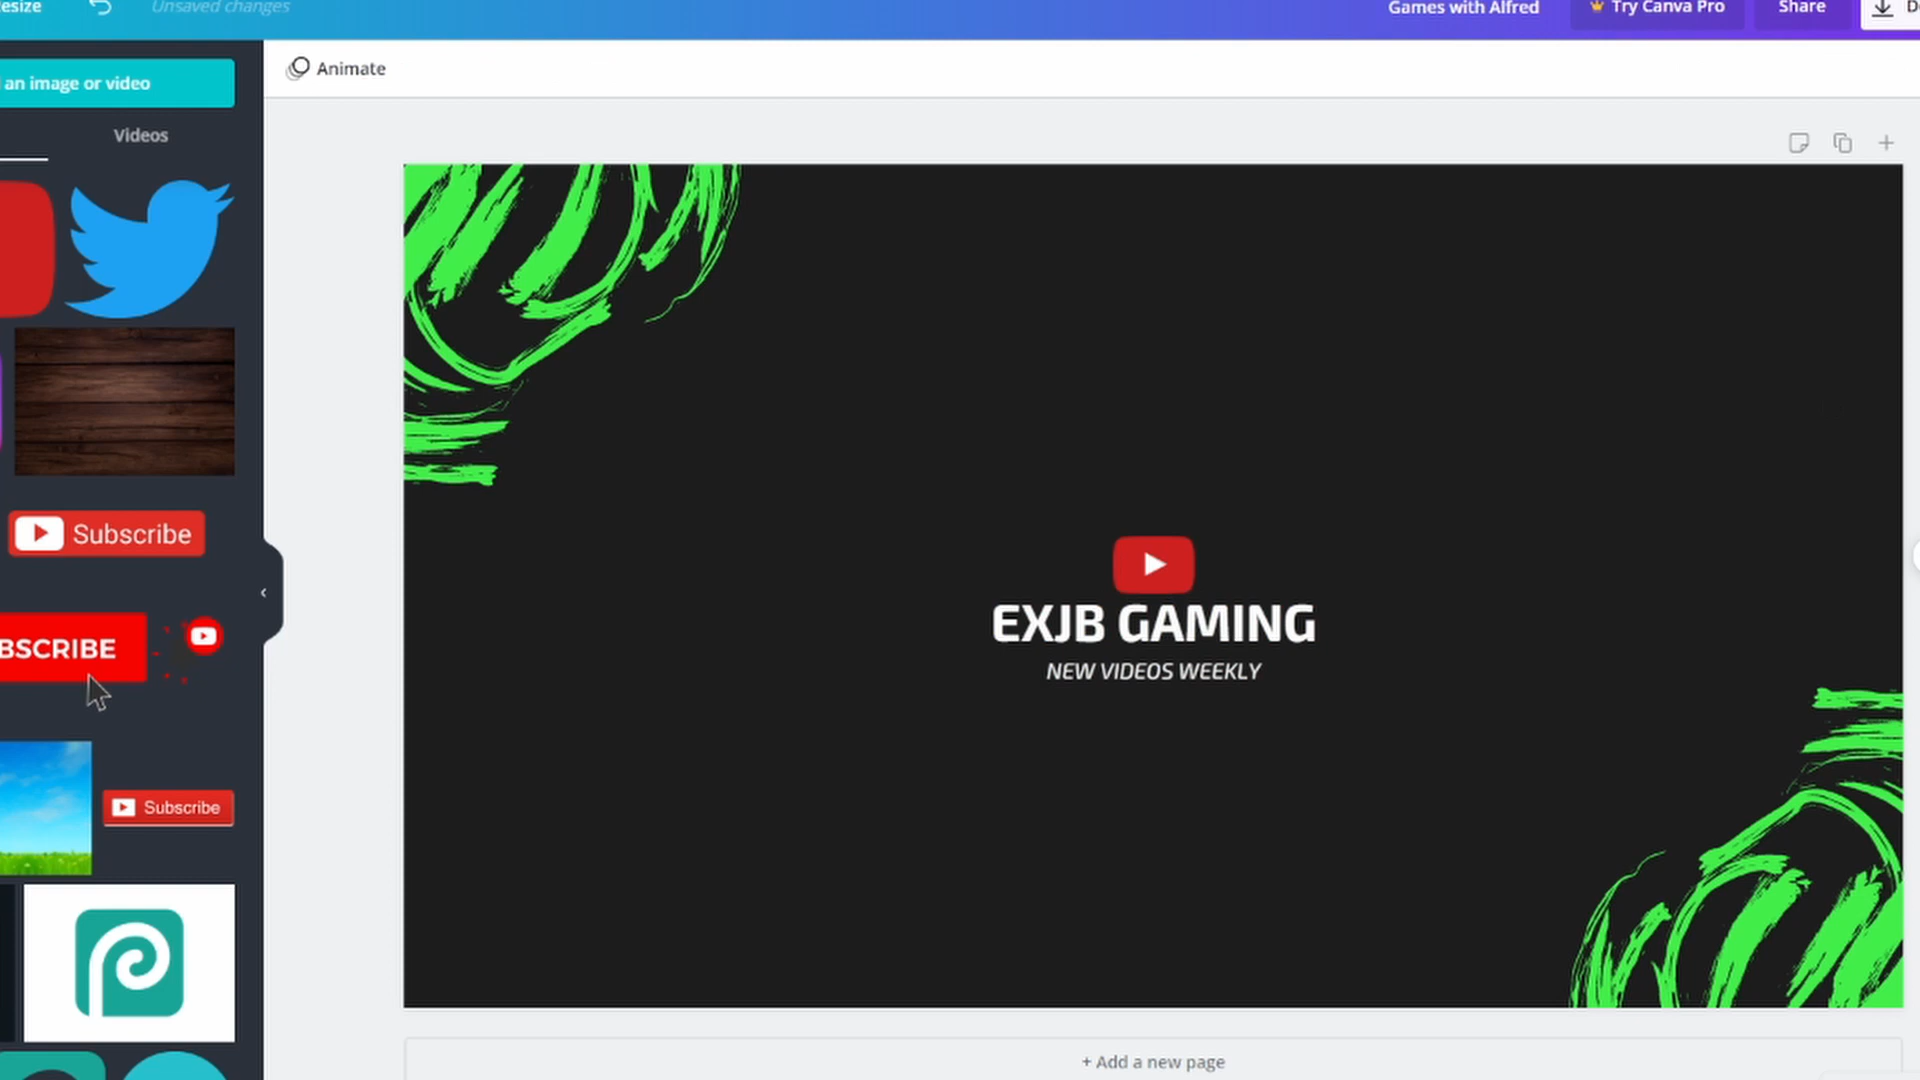 esize
Unsaved changes
Games with Alfred
Try Canva Pro
Share
an image or video
Animate
Videos
Subscribe
BSCRIBE
Subscribe
EXJB GAMING
NEW VIDEOS WEEKLY
+ Add a new page